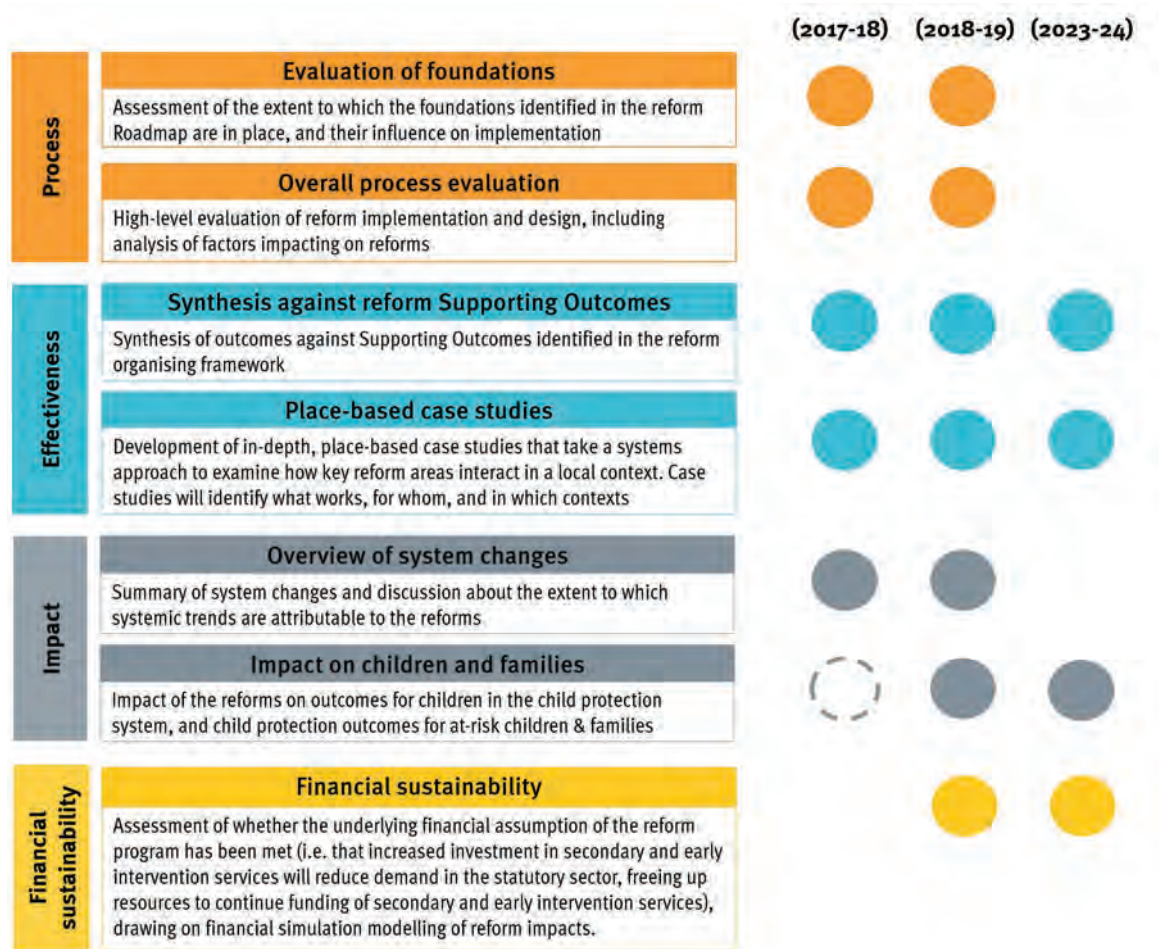 (2017-18) (2018-19) (2023-24)
Process
Evaluation of foundations
Assessment of the extent to which the foundations identified in the reform
Roadmap are in place, and their influence on implementation
Overall process evaluation
High-level evaluation of reform implementation and design, including
analysis of factors impacting on reforms
Effectiveness
Synthesis against reform Supporting Outcomes
Synthesis of outcomes against Supporting Outcomes identified in the reform
organising framework
Place-based case studies
Development of in-depth, place-based case studies that take a systems
approach to examine how key reform areas interact in a local context. Case
studies will identify what works, for whom, and in which contexts
Impact
Overview of system changes
Summary of system changes and discussion about the extent to which
systemic trends are attributable to the reforms
Impact on children and families
Impact of the reforms on outcomes for children in the child protection
system, and child protection outcomes for at-risk children & families
Financial
sustainability
Financial sustainability
Assessment of whether the underlying financial assumption of the reform
program has been met (i.e. that increased investment in secondary and early
intervention services will reduce demand in the statutory sector, freeing up
resources to continue funding of secondary and early intervention services),
drawing on financial simulation modelling of reform impacts.